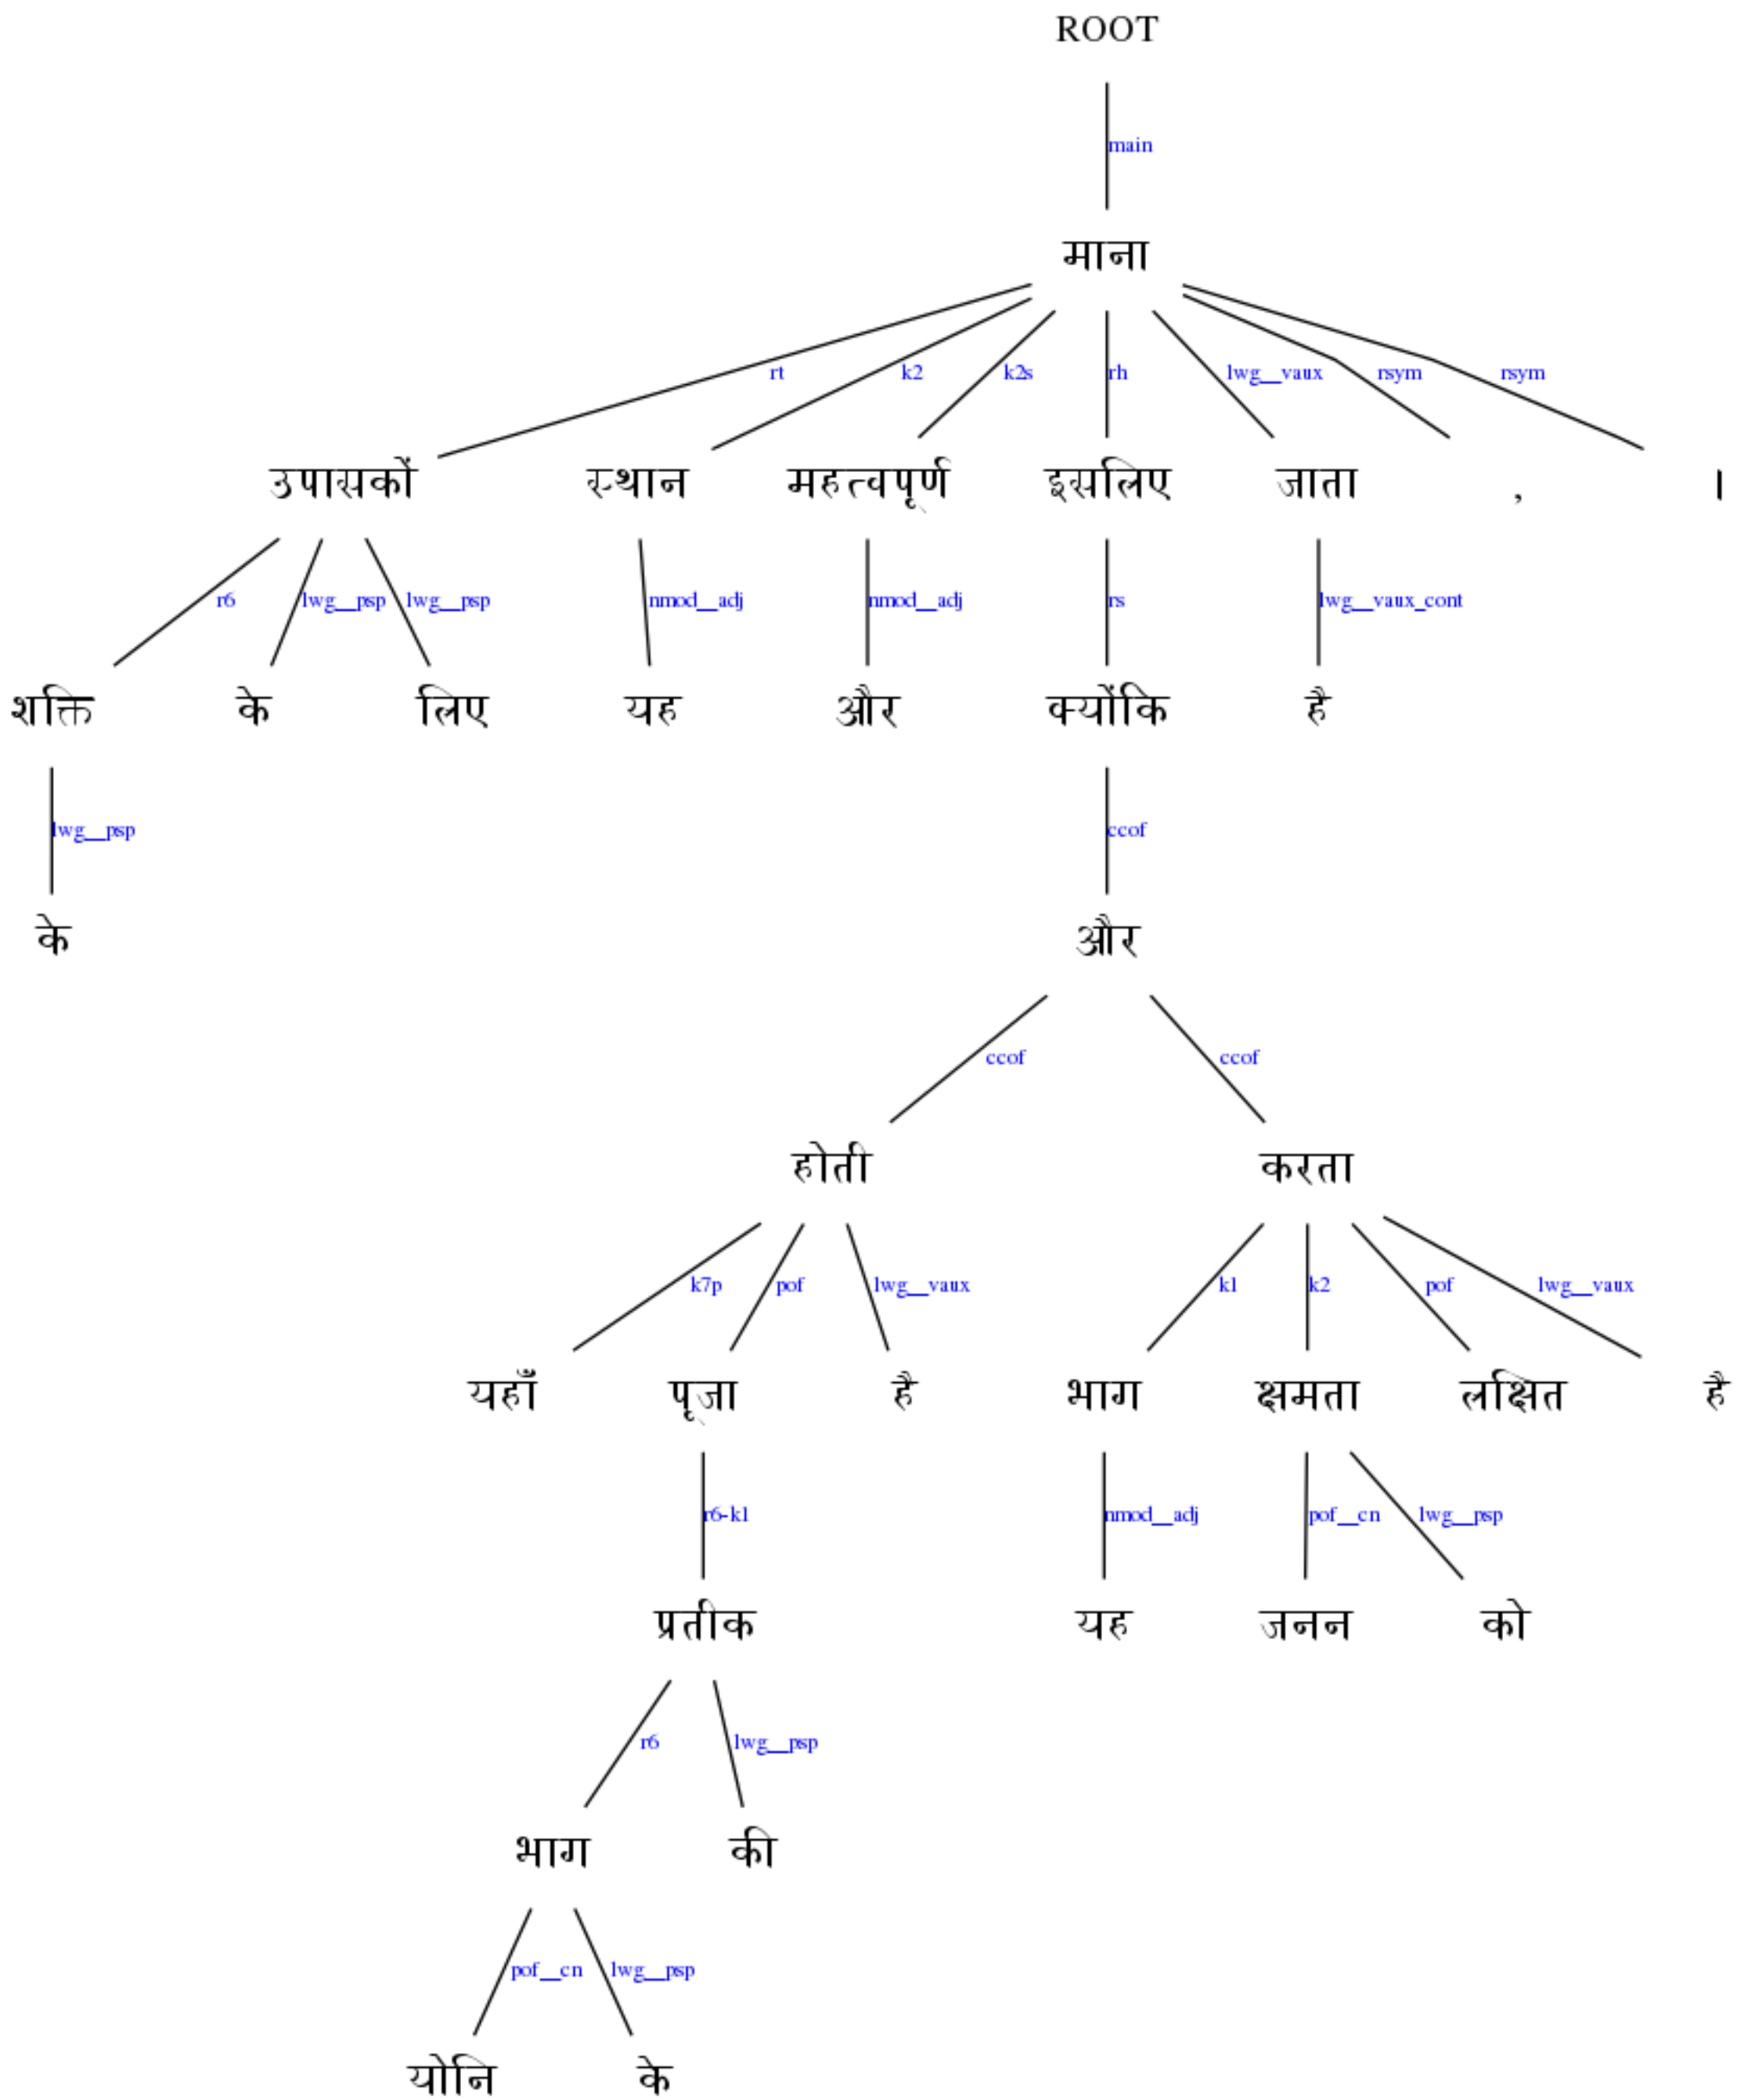 ROOT
main
माना
rt k2 k2s rh lwg__vaux rsym rsym
उपासकों स्थान महत्वपूर्ण इसलिए जाता , ।
r6 lwg__psp lwg__psp nmod__adj nmod__adj rs lwg__vaux_cont
शक्ति के लिए यह और क्योंकि है
lwg__psp ccof
के और
ccof ccof
होती करता
k7p pof lwg__vaux k1 k2 pof lwg__vaux
यहाँ पूजा है भाग क्षमता लक्षित है
r6-k1 nmod__adj pof__cn lwg__psp
प्रतीक यह जनन को
r6 lwg__psp
भाग की
pof__cn lwg__psp
योनि के